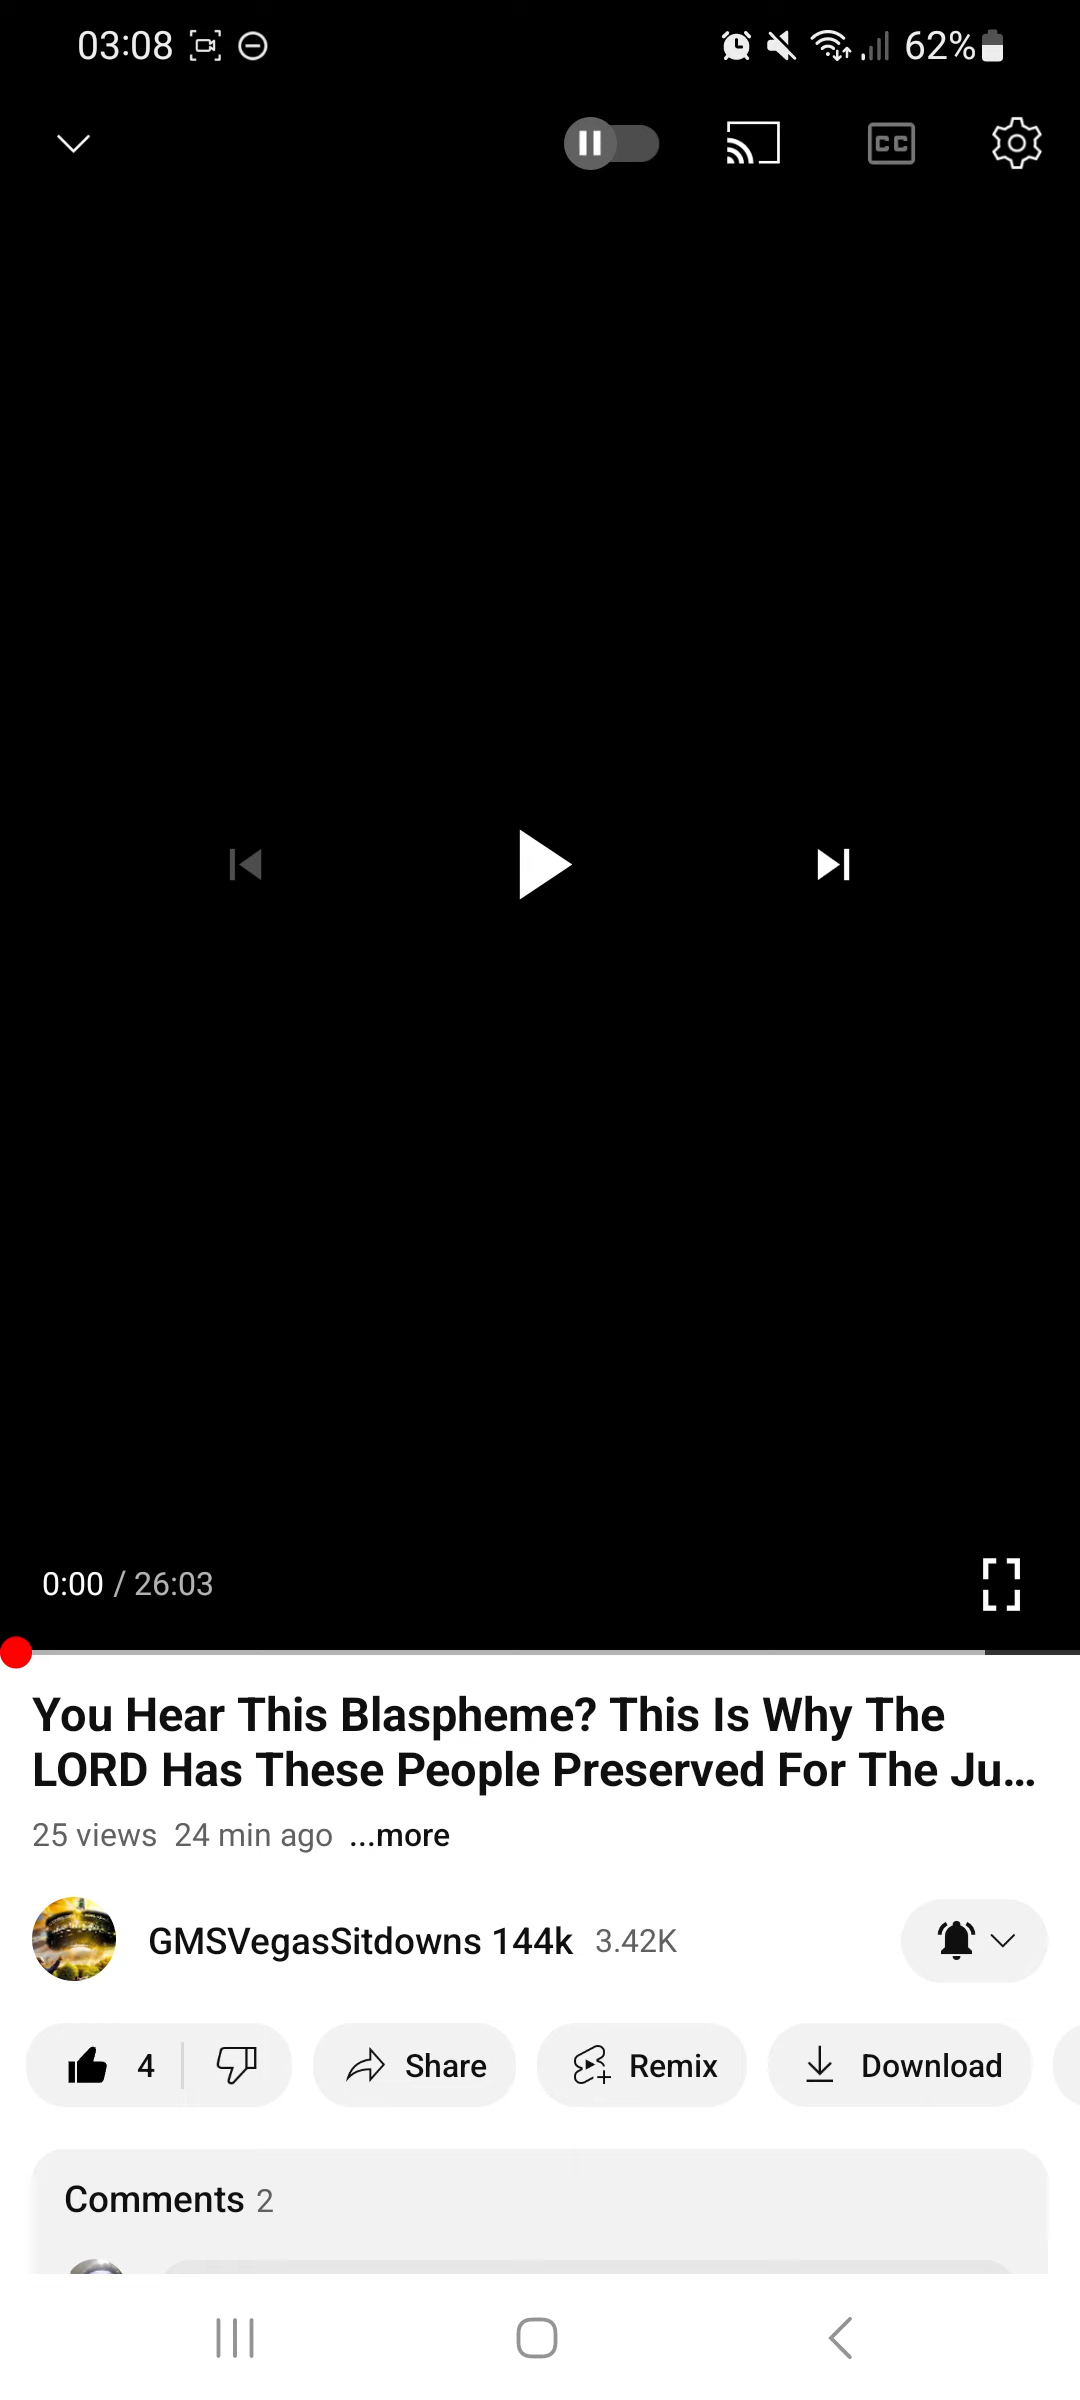 03:08 62%
CC
0:00 / 26:03
You Hear This Blaspheme? This Is Why The
LORD Has These People Preserved For The Ju...
25 views 24 min ago ...more
GMSVegasSitdowns 144k 3.42K
4 Share Remix Download
Comments 2